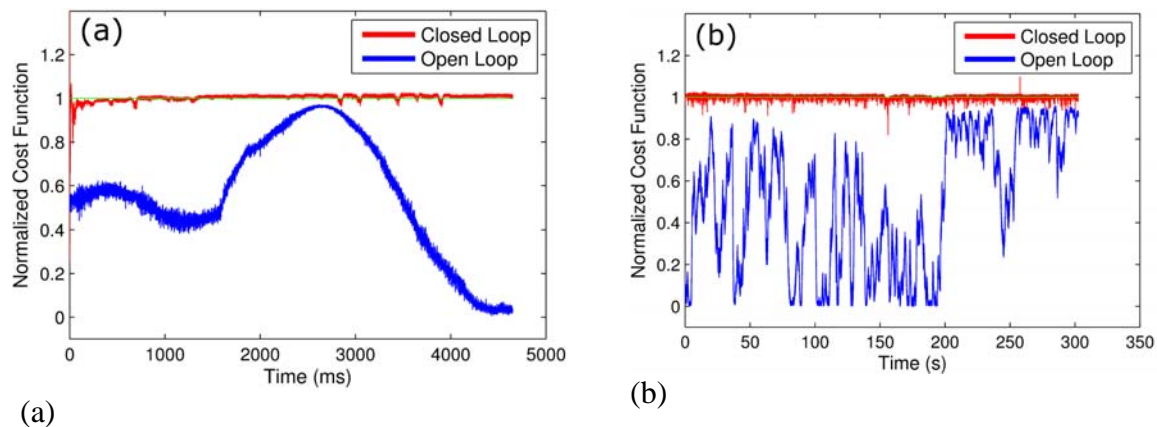 (a)
Closed Loop
Open Loop
Normalized Cost Function
1.2
1
0.8
0.6
0.4
0.2
0
0 1000 2000 3000 4000 5000
Time (ms)
(a)
(b)
Closed Loop
Open Loop
Normalized Cost Function
1.2
1
0.8
0.6
0.4
0.2
0
0 50 100 150 200 250 300 350
Time (s)
(b)